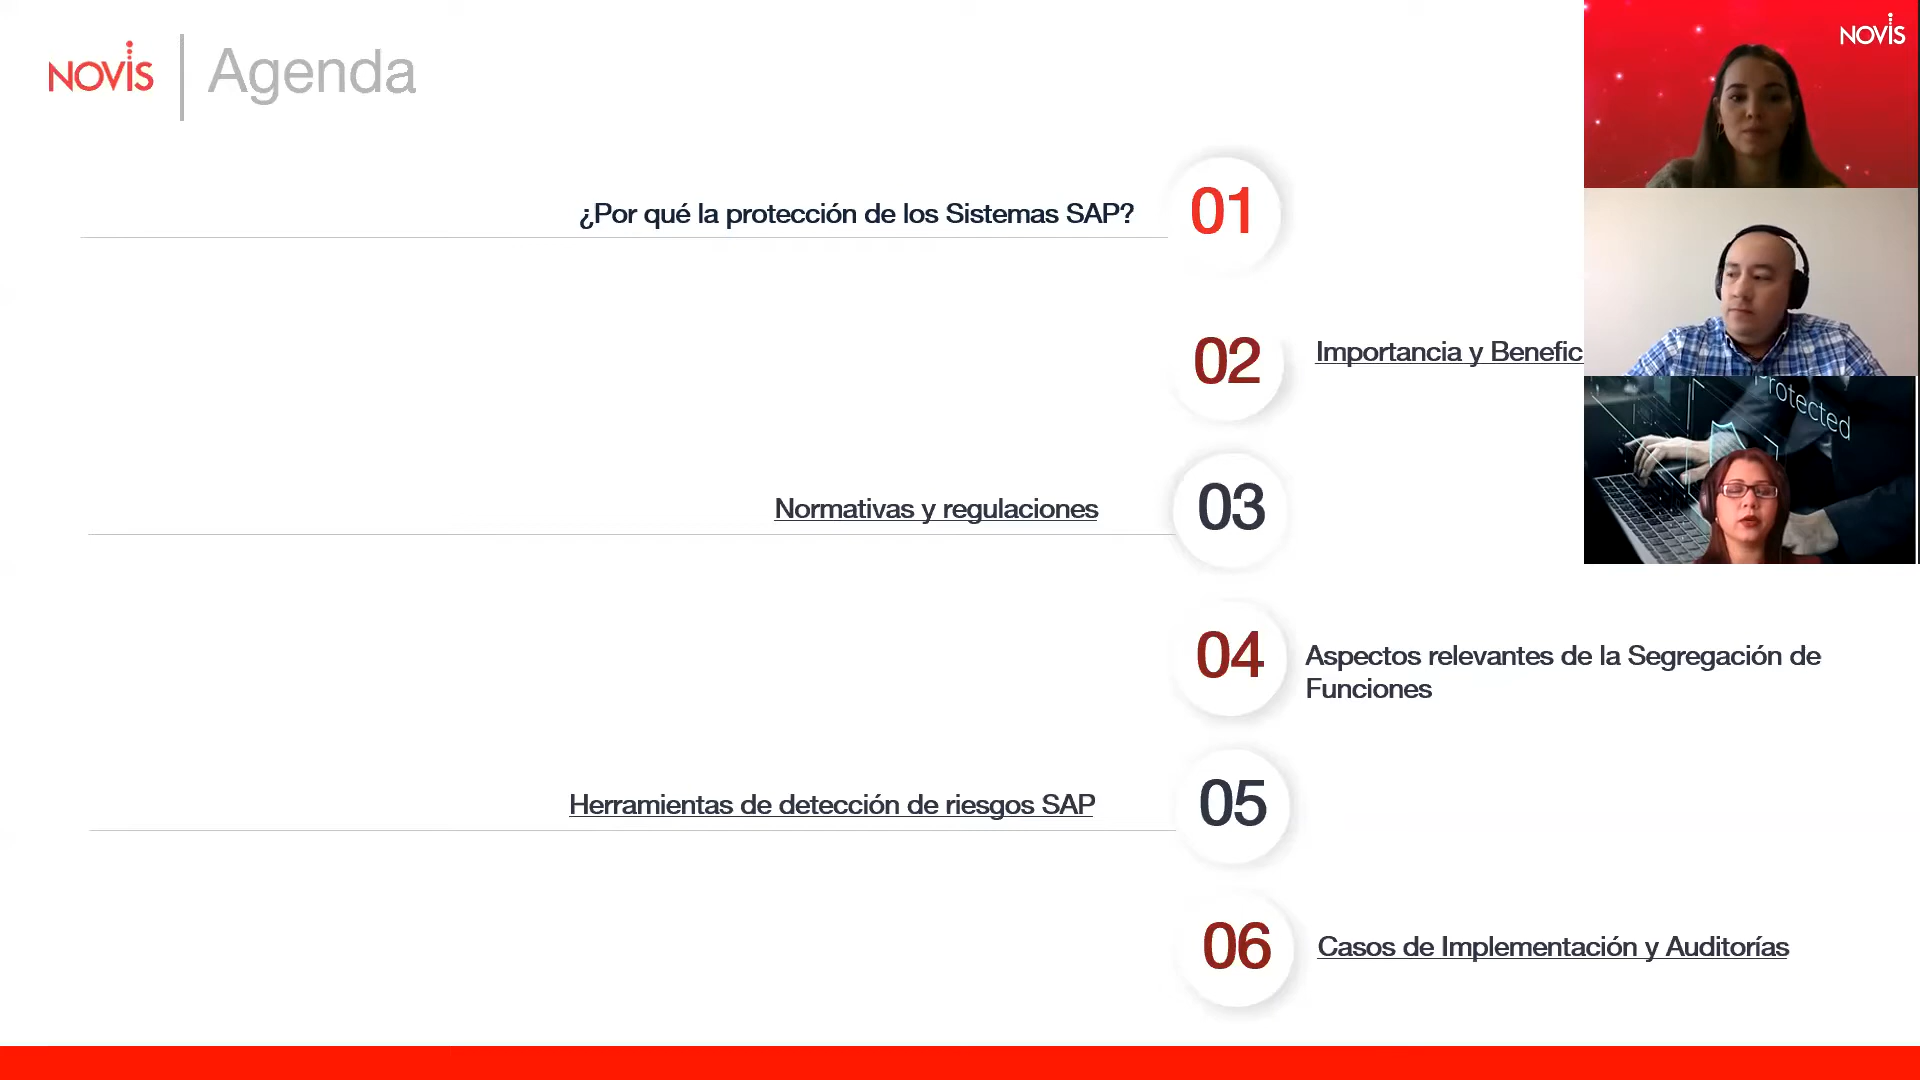 NOVIS
Agenda
NOVIS
¿Por qué la protección de los Sistemas SAP?
01
02
Importancia y Benefic
Protected
Normativas y regulaciones
03
04
Aspectos relevantes de la Segregación de
Funciones
Herramientas de detección de riesgos SAP
05
06
Casos de Implementación y Auditorías